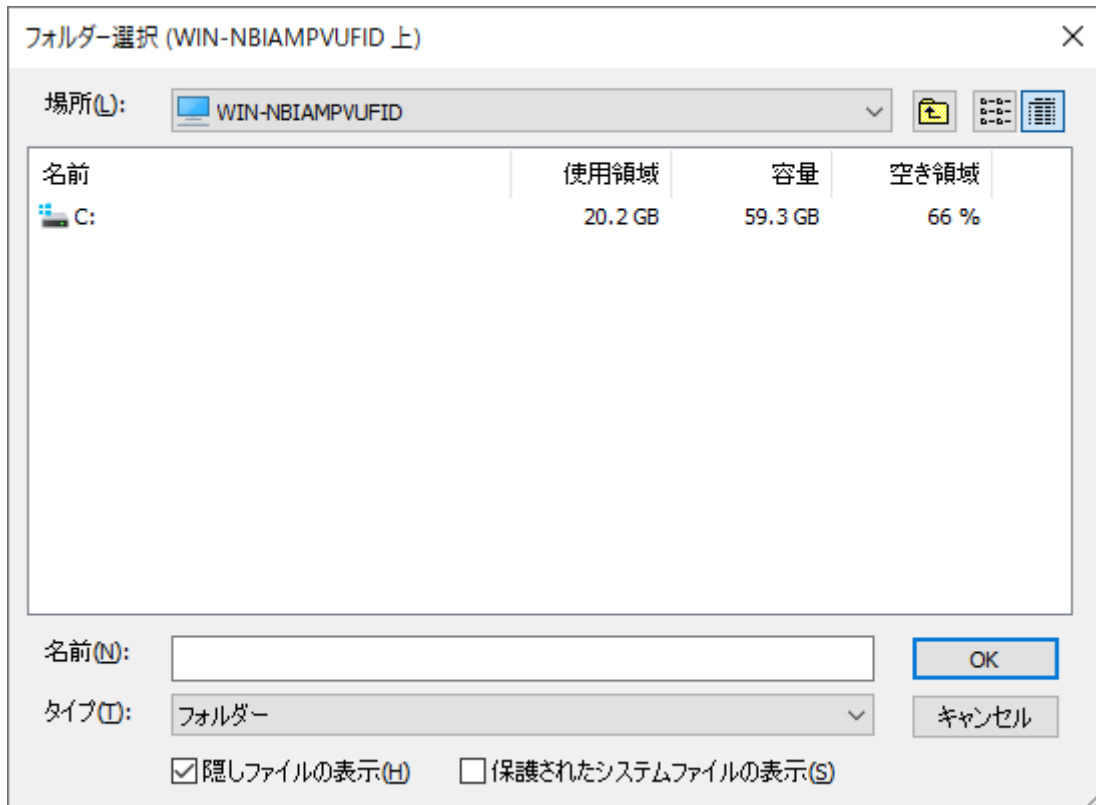 フォルダー選択 (WIN-NBIAMPVUFID 上)
場所(L):
WIN-NBIAMPVUFID
名前 使用領域 容量 空き領域
C: 20.2 GB 59.3 GB 66 %
名前(N):
OK
タイプ(T):
フォルダー
キャンセル
隠しファイルの表示(H) 保護されたシステムファイルの表示(S)